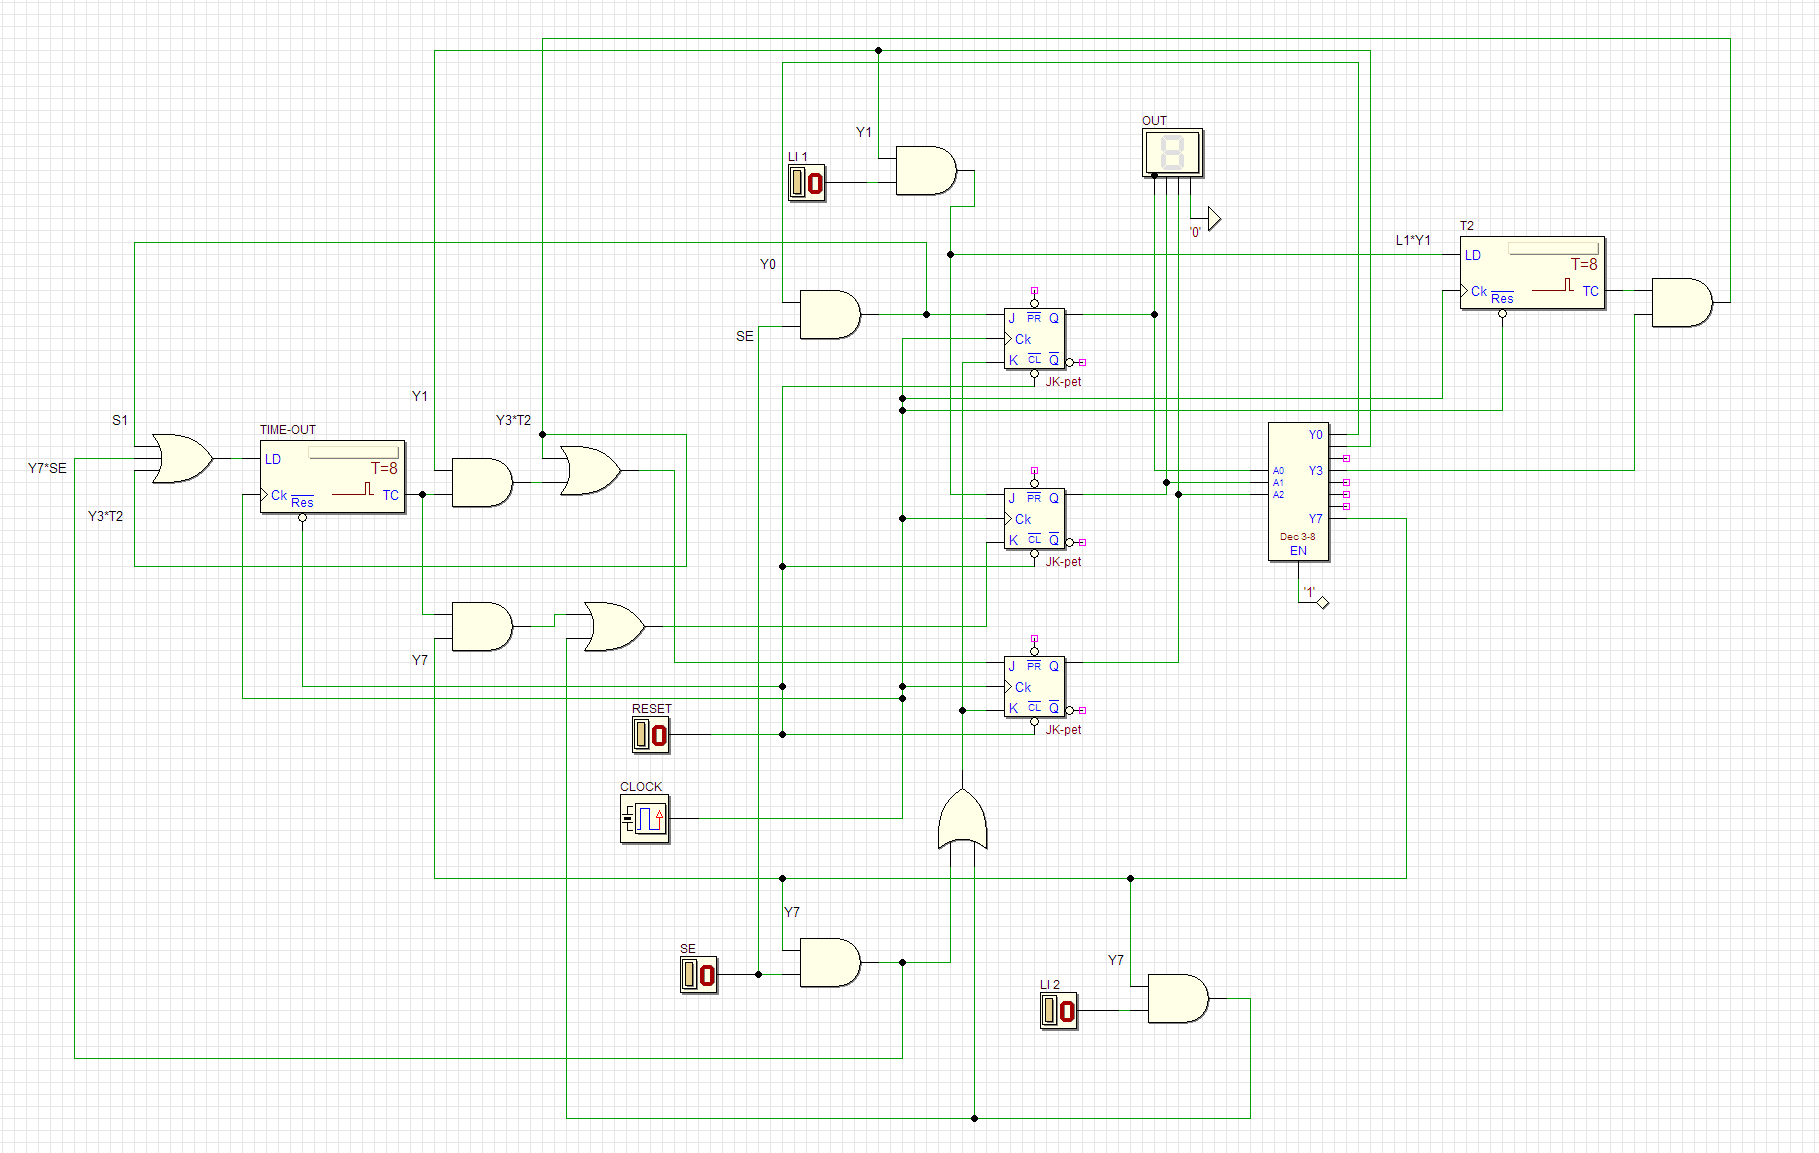 Y1
OUT
LI 1
0
'0'
T2
L1*Y1
LD
T=8
Ck
Res
TC
Y0
SE
J PR Q
Ck
K CL Q
JK-pet
Y1
Y3*T2
S1
TIME-OUT
Y7*SE
LD
T=8
Ck
Res
TC
Y3*T2
Y0
A0
Y3
A1
A2
Y7
Dec 3-8
EN
'1'
J PR Q
Ck
K CL Q
JK-pet
Y7
J PR Q
Ck
K CL Q
JK-pet
RESET
0
CLOCK
Y7
SE
0
Y7
LI 2
0